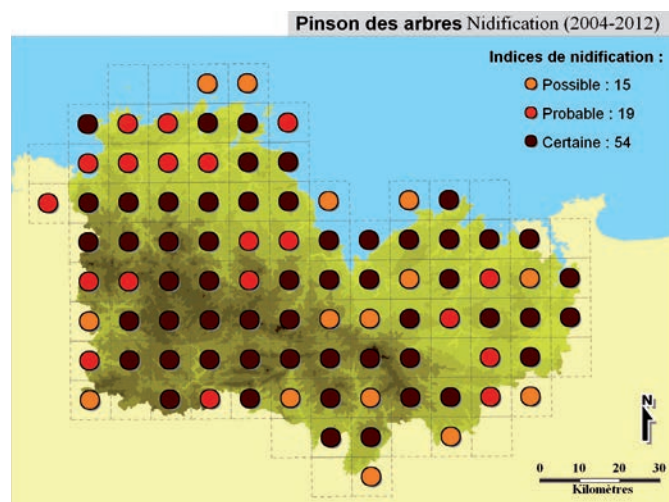 Pinson des arbres Nidification (2004-2012)
Indices de nidification :
Possible : 15
Probable : 19
Certaine : 54
N
0 10 20 30
Kilomètres